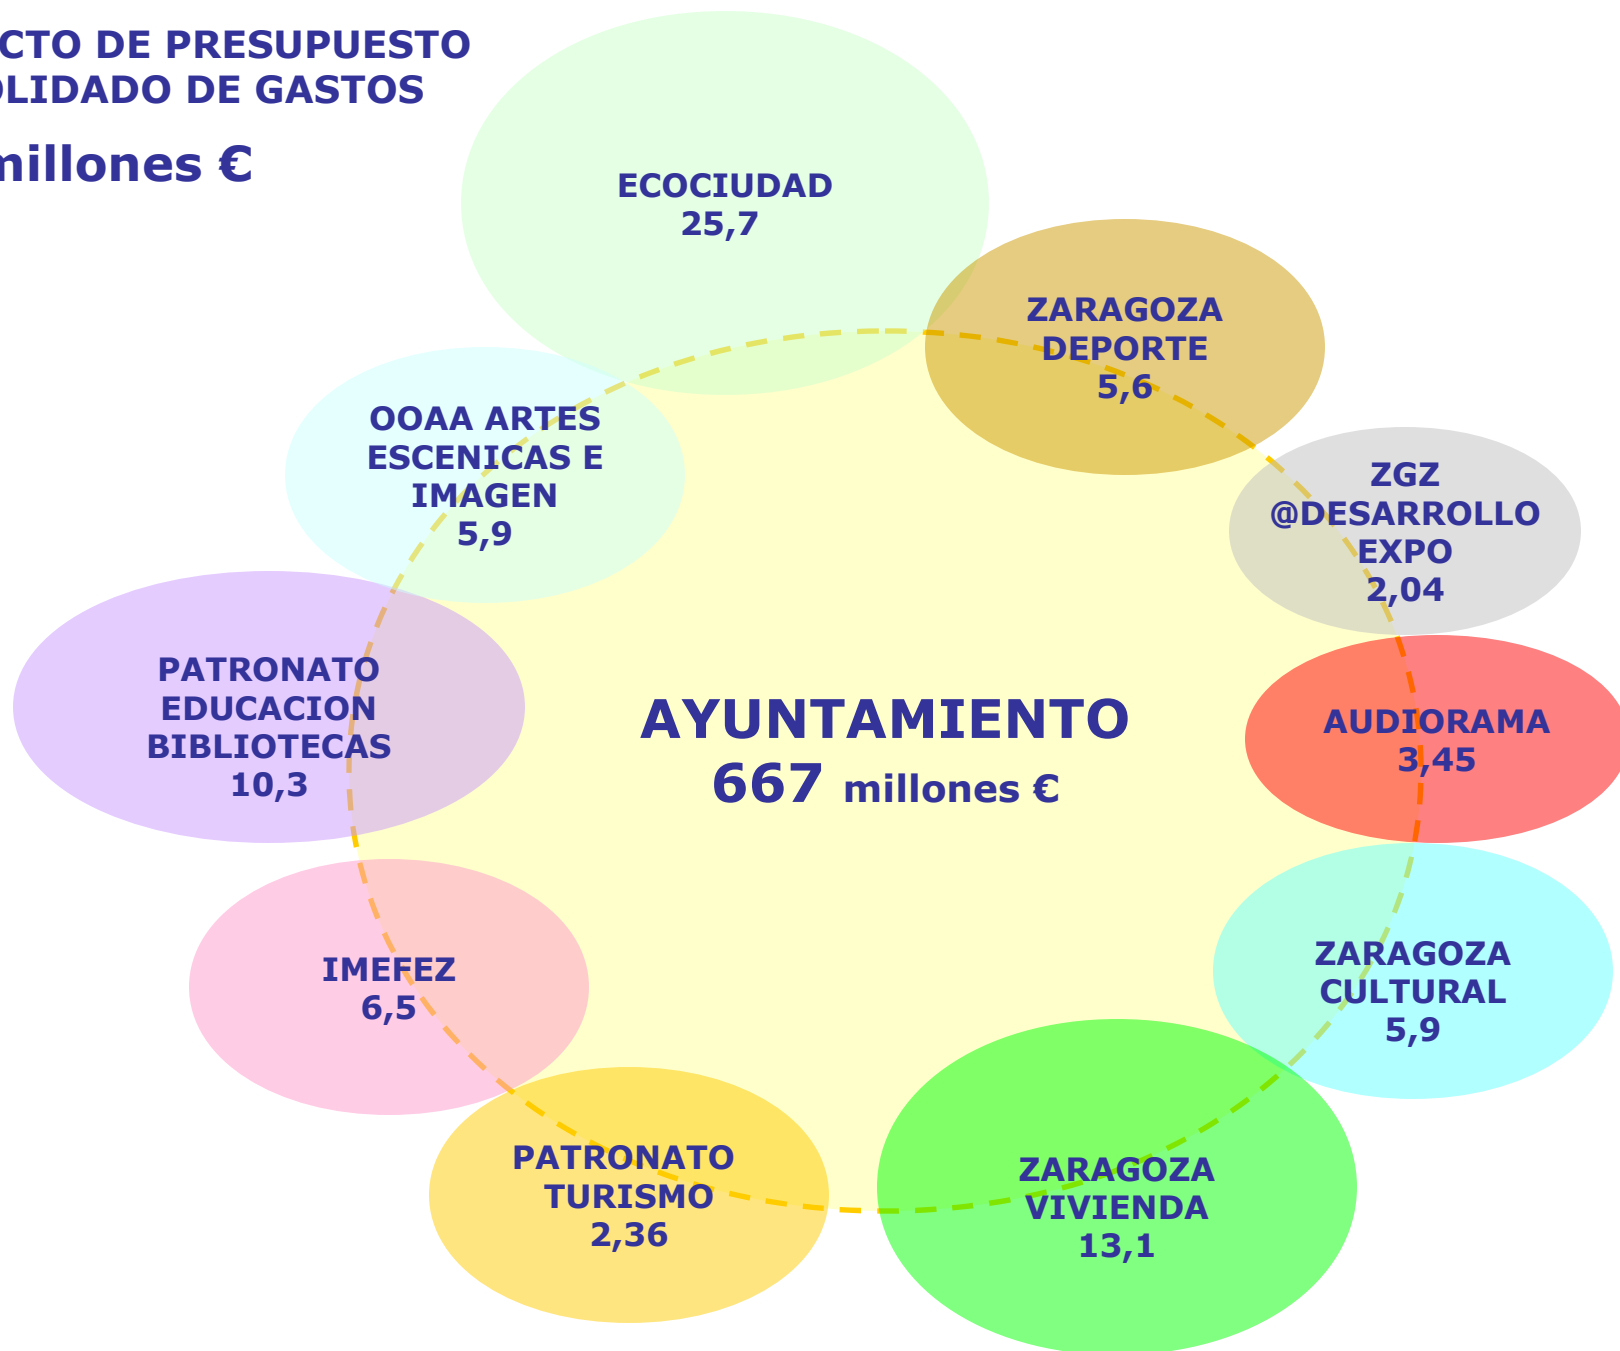 CTO DE PRESUPUESTO
OLIDADO DE GASTOS
millones €
ECOCIUDAD
25,7
ZARAGOZA
DEPORTE
5,6
OOAA ARTES
ESCENICAS E
IMAGEN
5,9
ZGZ
@DESARROLLO
EXPO
2,04
PATRONATO
EDUCACION
BIBLIOTECAS
10,3
AYUNTAMIENTO
667 millones €
AUDIORAMA
3,45
IMEFEZ
6,5
ZARAGOZA
CULTURAL
5,9
PATRONATO
TURISMO
2,36
ZARAGOZA
VIVIENDA
13,1